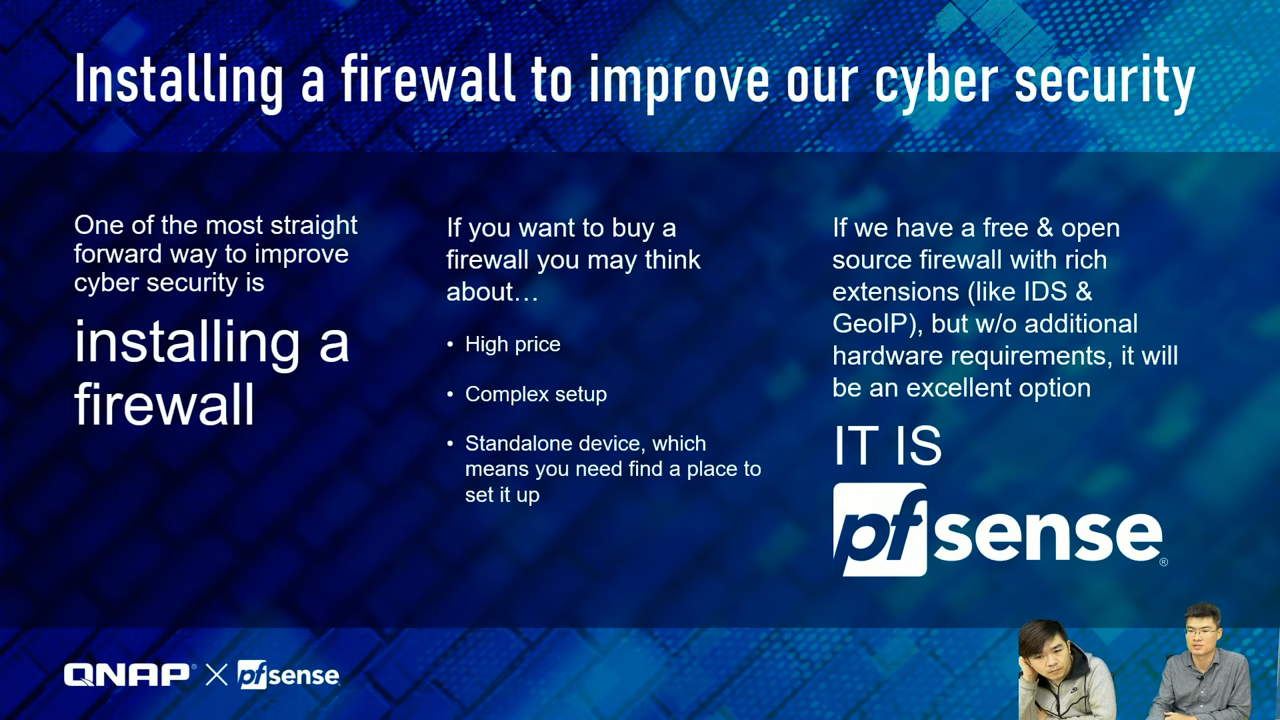 Installing a firewall to improve our cyber security
One of the most straight
forward way to improve
cyber security is
installing a
firewall
If you want to buy a
firewall you may think
about…
• High price
• Complex setup
• Standalone device, which
means you need find a place to
set it up
If we have a free & open
source firewall with rich
extensions (like IDS &
GeoIP), but w/o additional
hardware requirements, it will
be an excellent option
IT IS
pfsense®
QNAP® X pfsense